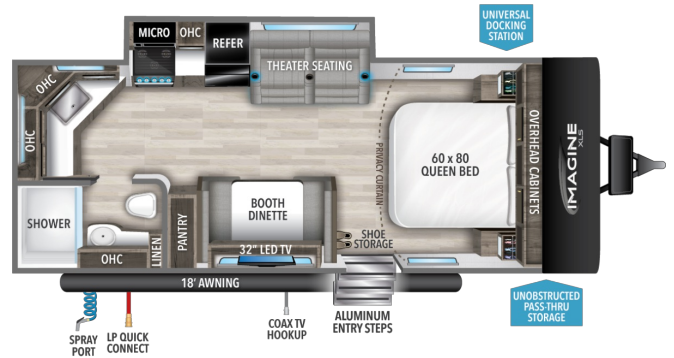 UNIVERSAL
DOCKING
STATION
MICRO
OHC
REFER
THEATER SEATING
OHC
OHC
PRIVACY CURTAIN
60 x 80
QUEEN BED
OVERHEAD CABINETS
IMAGINE
XLS
SHOWER
OHC
LINEN
PANTRY
BOOTH
DINETTE
32" LED TV
SHOE
STORAGE
18' AWNING
SPRAY
PORT
LP QUICK
CONNECT
COAX TV
HOOKUP
ALUMINUM
ENTRY STEPS
UNOBSTRUCTED
PASS-THRU
STORAGE